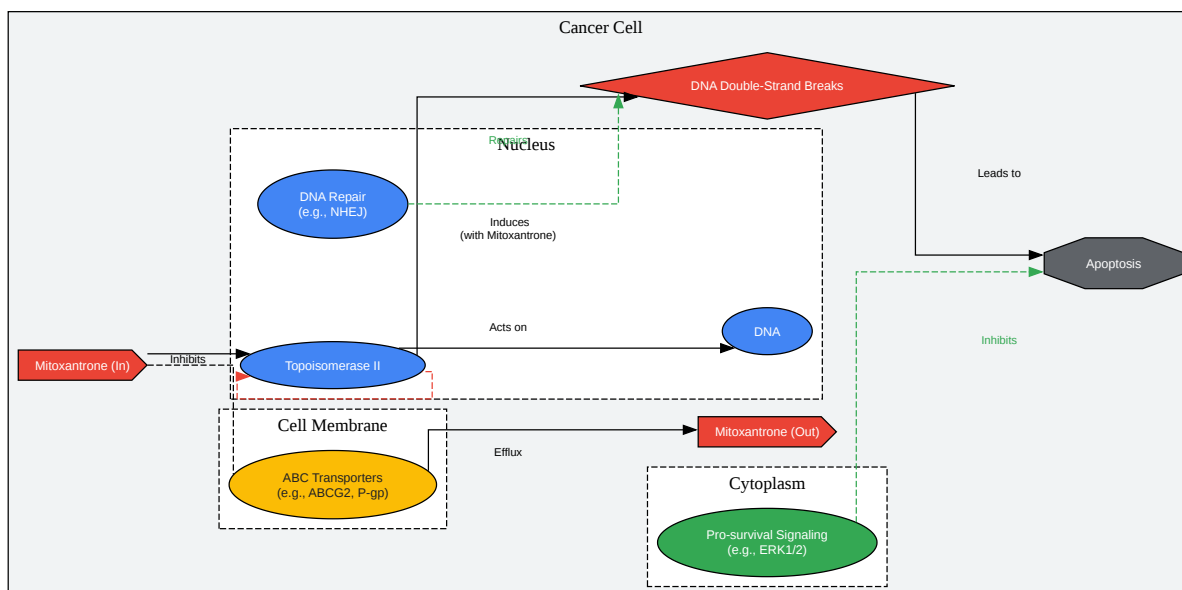 Cancer Cell
DNA Double-Strand Breaks
Repairs
Nucleus
Leads to
DNA Repair
(e.g., NHEJ)
Induces
(with Mitoxantrone)
Apoptosis
Acts on
DNA
Inhibits
Mitoxantrone (In)
Inhibits
Topoisomerase II
Cell Membrane
Mitoxantrone (Out)
Efflux
ABC Transporters
(e.g., ABCG2, P-gp)
Cytoplasm
Pro-survival Signaling
(e.g., ERK1/2)